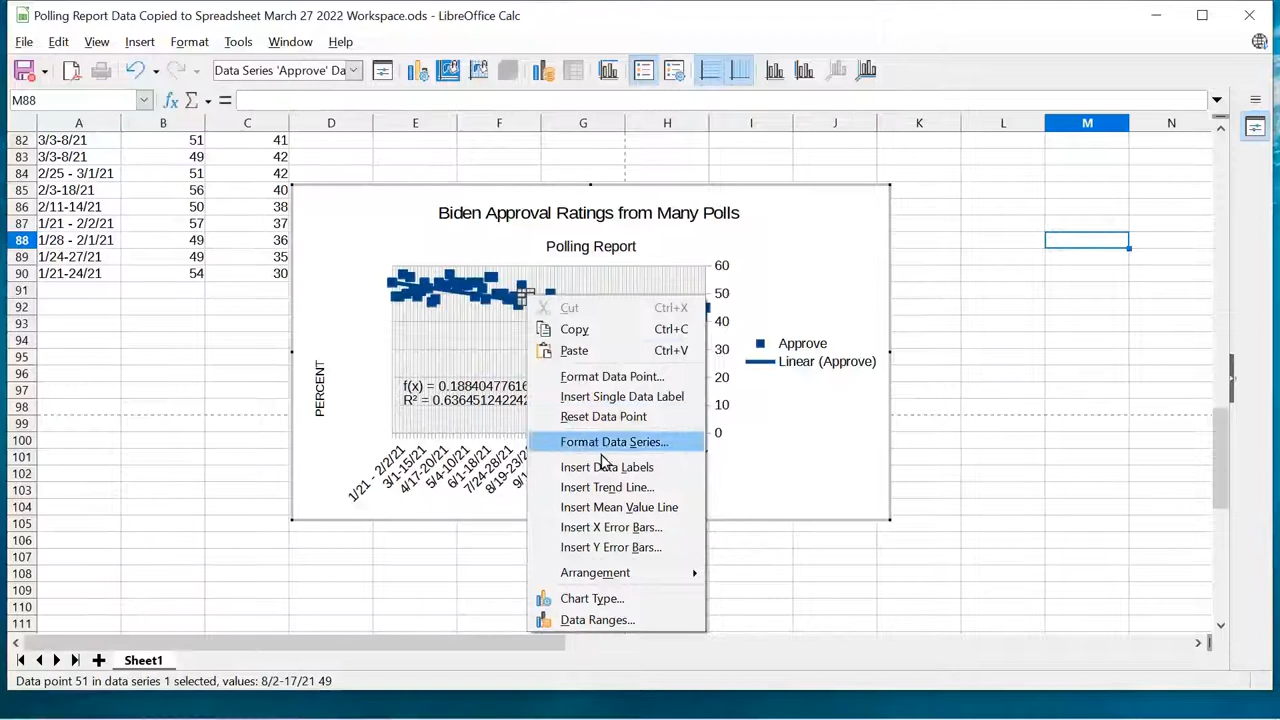 Polling Report Data Copied to Spreadsheet March 27 2022 Workspace.ods - LibreOffice Calc
File Edit View Insert Format Tools Window Help
Data Series 'Approve' Da
M88
A B C D E F G H I J K L M N
82 3/3-8/21 51 41
83 3/3-8/21 49 42
84 2/25 - 3/1/21 51 42
85 2/3-18/21 56 40
86 2/11-14/21 50 38
87 1/21 - 2/2/21 57 37
88 1/28 - 2/1/21 49 36
89 1/24-27/21 49 35
90 1/21-24/21 54 30
91
92
93
94
95
96
97
98
99
100
101
102
103
104
105
106
107
108
109
110
111
Biden Approval Ratings from Many Polls
Polling Report
60
50
40
30
20
10
0
PERCENT
f(x) = 0.18840477616
R² = 0.636451242242
1/21 - 2/2/21
3/1-15/21
4/17-20/21
5/4-10/21
6/1-18/21
7/24-28/21
8/19-23/2
9/1
Approve
Linear (Approve)
Cut Ctrl+X
Copy Ctrl+C
Paste Ctrl+V
Format Data Point...
Insert Single Data Label
Reset Data Point
Format Data Series...
Insert Data Labels
Insert Trend Line...
Insert Mean Value Line
Insert X Error Bars...
Insert Y Error Bars...
Arrangement
Chart Type...
Data Ranges...
Sheet1
Data point 51 in data series 1 selected, values: 8/2-17/21 49